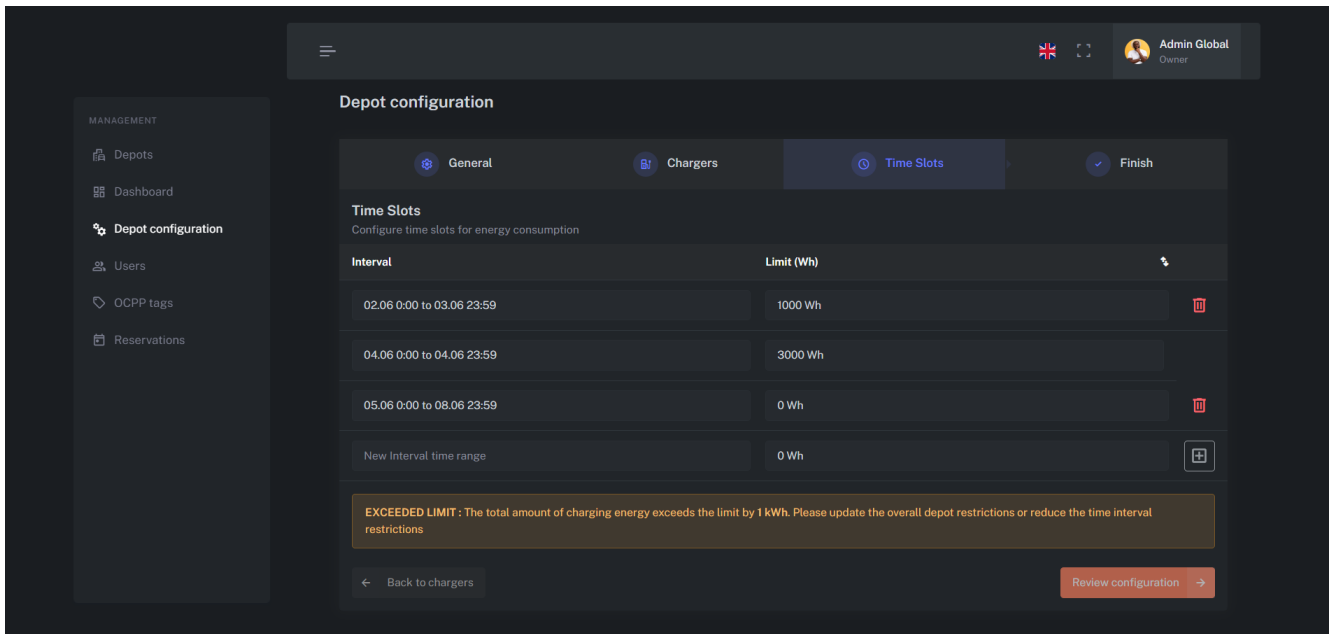 Admin Global
Owner
MANAGEMENT
Depots
Dashboard
Depot configuration
Users
OCPP tags
Reservations
Depot configuration
General
Chargers
Time Slots
Finish
Time Slots
Configure time slots for energy consumption
Interval
Limit (Wh)
02.06 0:00 to 03.06 23:59
1000 Wh
04.06 0:00 to 04.06 23:59
3000 Wh
05.06 0:00 to 08.06 23:59
0 Wh
New Interval time range
0 Wh
EXCEEDED LIMIT : The total amount of charging energy exceeds the limit by 1 kWh. Please update the overall depot restrictions or reduce the time interval
restrictions
Back to chargers
Review configuration